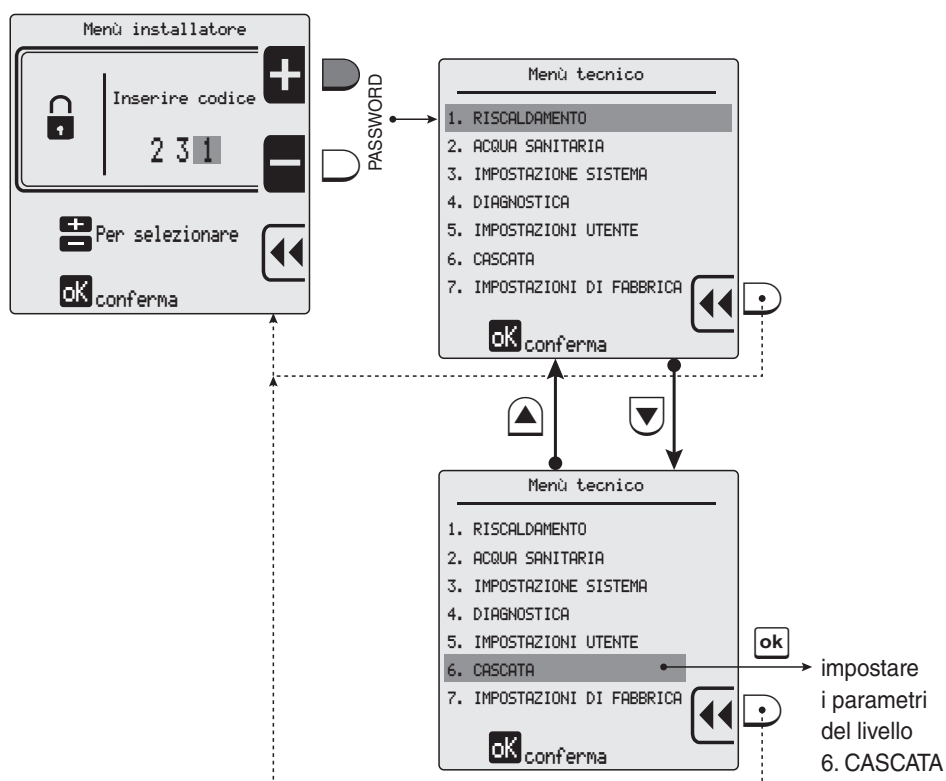 Menù installatore
Inserire codice
2 3 1
+
-
Per selezionare
oK conferma
PASSWORD
Menù tecnico
1. RISCALDAMENTO
2. ACQUA SANITARIA
3. IMPOSTAZIONE SISTEMA
4. DIAGNOSTICA
5. IMPOSTAZIONI UTENTE
6. CASCATA
7. IMPOSTAZIONI DI FABBRICA
oK conferma
Menù tecnico
1. RISCALDAMENTO
2. ACQUA SANITARIA
3. IMPOSTAZIONE SISTEMA
4. DIAGNOSTICA
5. IMPOSTAZIONI UTENTE
6. CASCATA
7. IMPOSTAZIONI DI FABBRICA
oK conferma
ok
impostare
i parametri
del livello
6. CASCATA